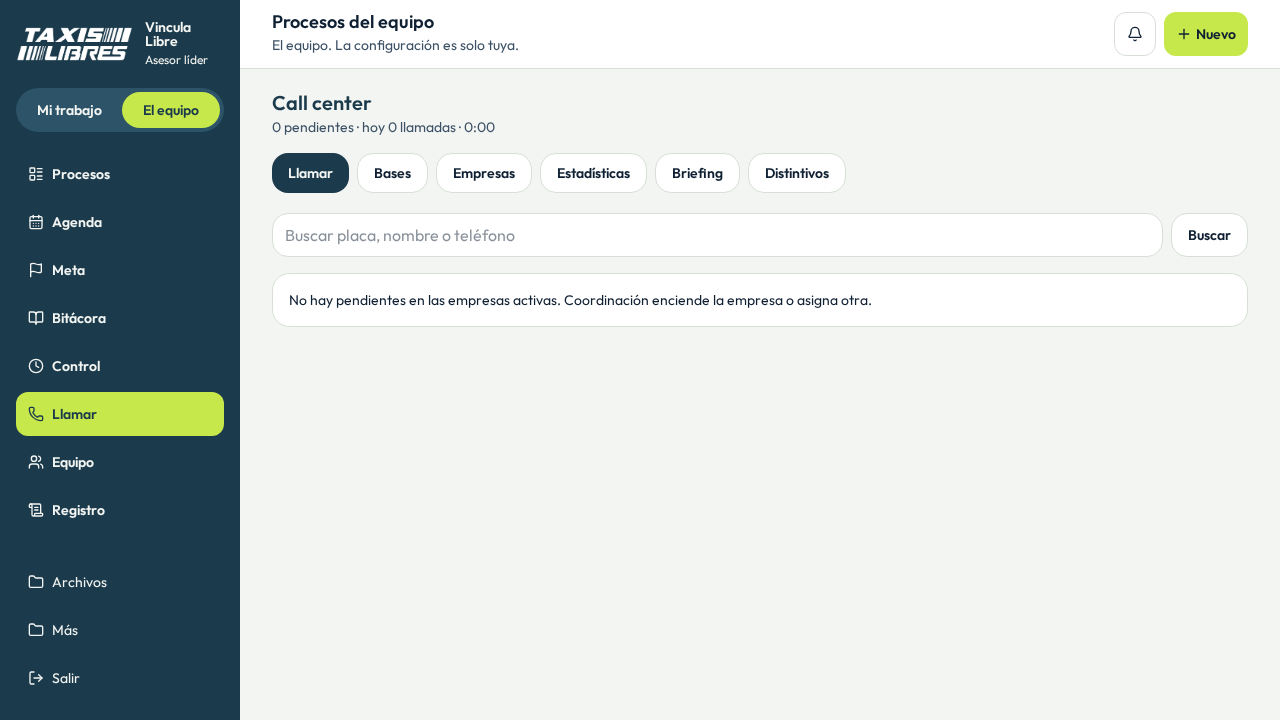 TAXIS
LIBRES
Vincula
Libre
Asesor líder
Mi trabajo
El equipo
Procesos
Agenda
Meta
Bitácora
Control
Llamar
Equipo
Registro
Archivos
Más
Salir
Procesos del equipo
El equipo. La configuración es solo tuya.
Nuevo
Call center
0 pendientes · hoy 0 llamadas · 0:00
Llamar
Bases
Empresas
Estadísticas
Briefing
Distintivos
Buscar placa, nombre o teléfono
Buscar
No hay pendientes en las empresas activas. Coordinación enciende la empresa o asigna otra.